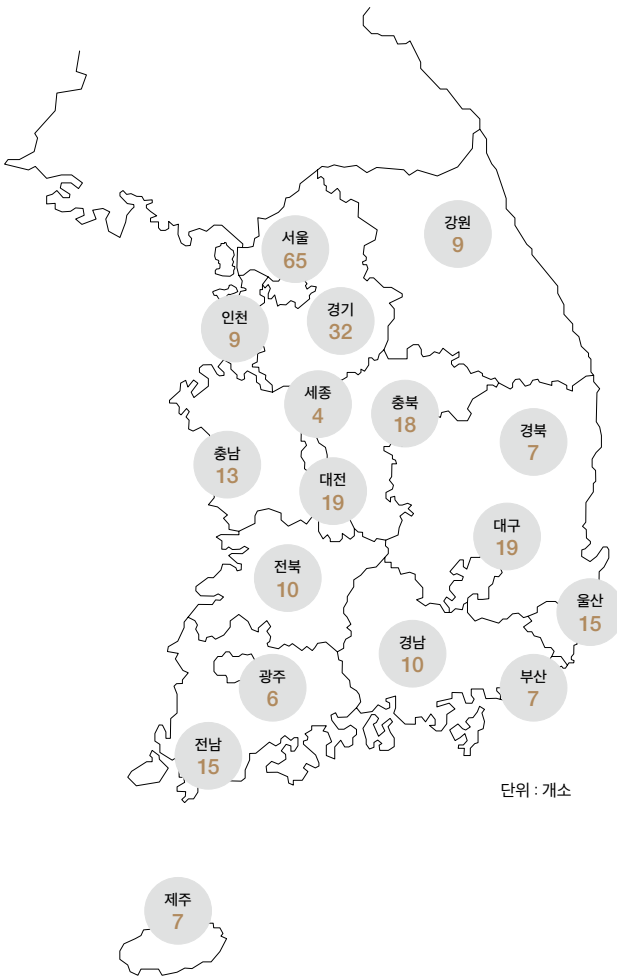 강원
9
서울
65
경기
32
인천
9
세종
4
충북
18
경북
7
충남
13
대전
19
대구
19
전북
10
울산
15
경남
10
광주
6
부산
7
전남
15
단위 : 개소
제주
7